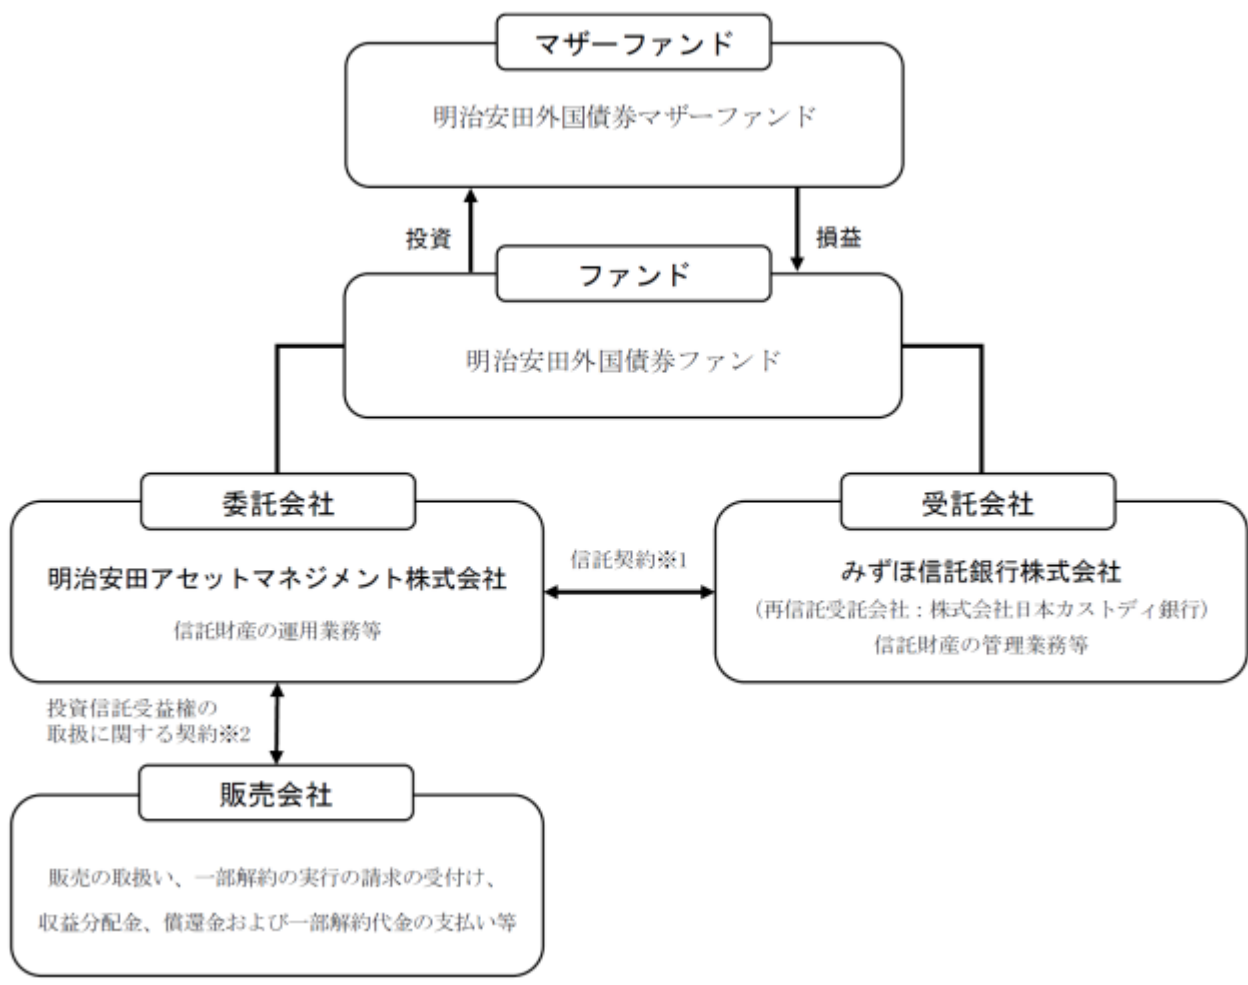 マザーファンド
明治安田外国債券マザーファンド
投資
損益
ファンド
明治安田外国債券ファンド
委託会社
明治安田アセットマネジメント株式会社
信託財産の運用業務等
信託契約※1
受託会社
みずほ信託銀行株式会社
（再信託受託会社：株式会社日本カストディ銀行）
信託財産の管理業務等
投資信託受益権の
取扱に関する契約※2
販売会社
販売の取扱い、一部解約の実行の請求の受付け、
収益分配金、償還金および一部解約代金の支払い等